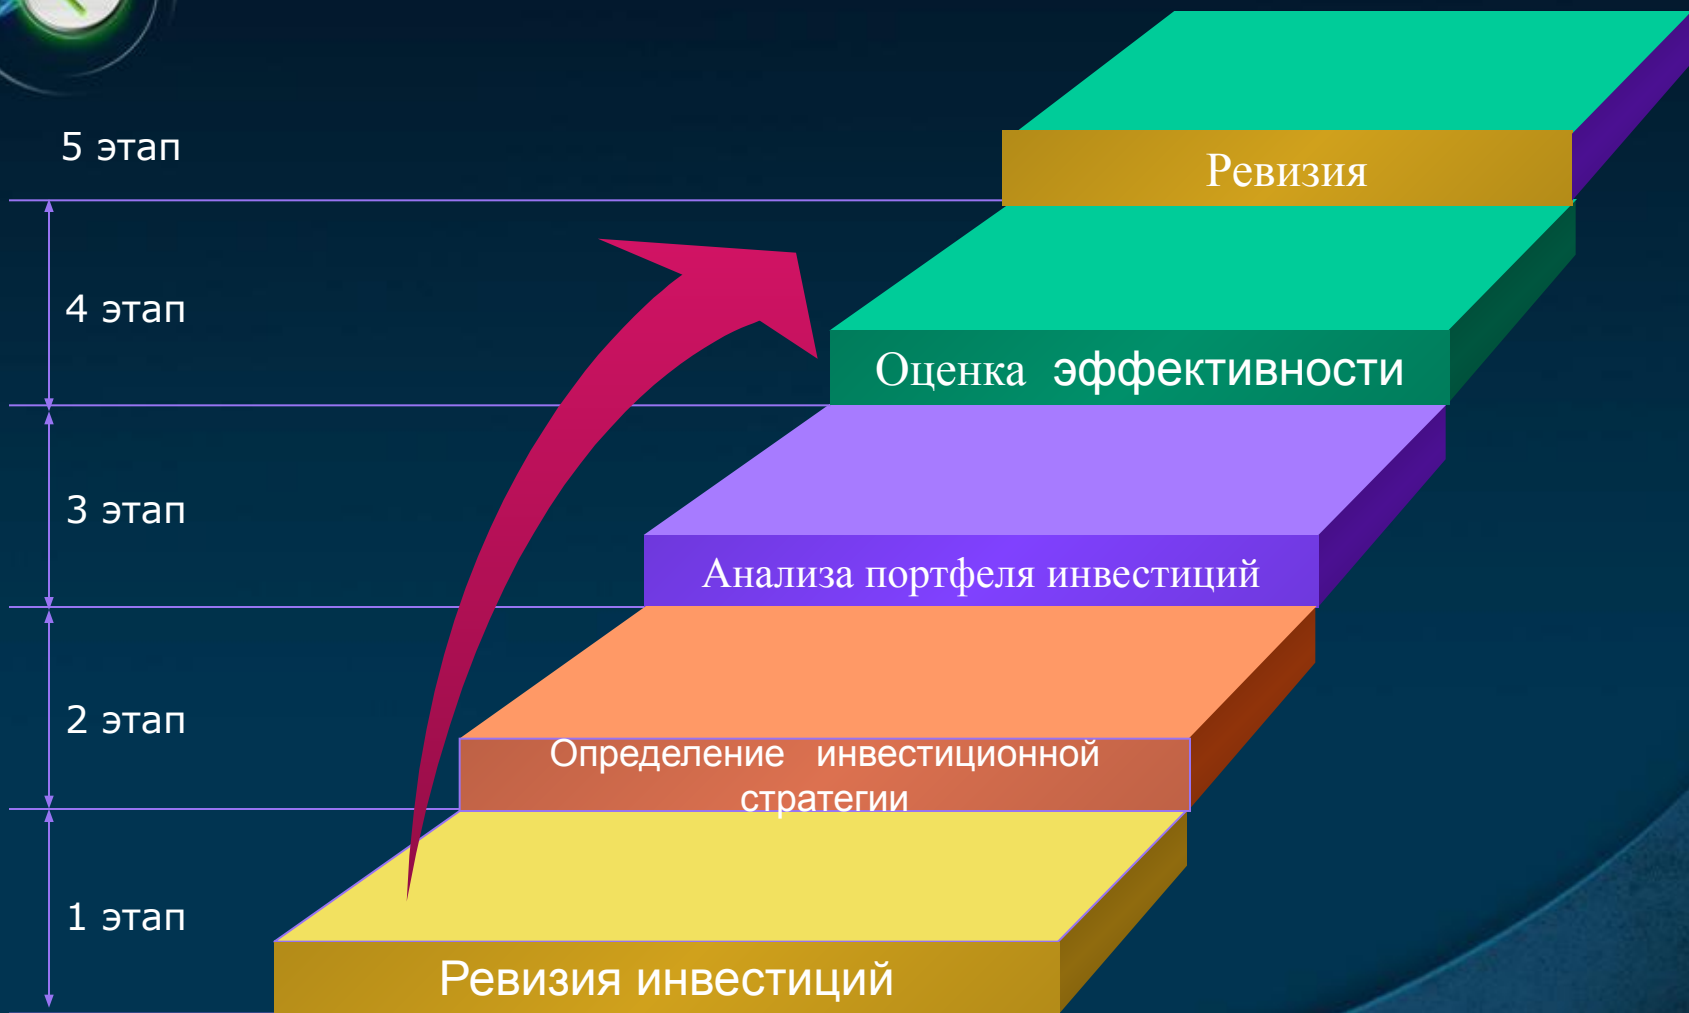 5 этап
Ревизия
4 этап
Оценка эффективности
3 этап
Анализа портфеля инвестиций
2 этап
Определение инвестиционной
стратегии
1 этап
Ревизия инвестиций